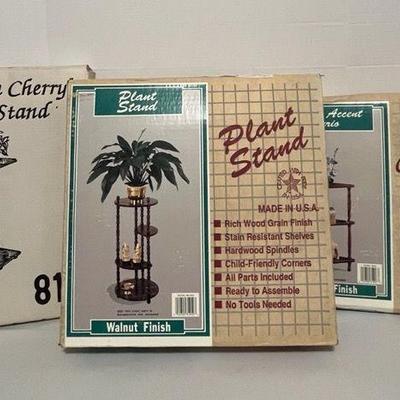 Cherry
Stand
81
Plant
Stand
Walnut Finish
Plant
Stand
MADE IN U.S.A.
Rich Wood Grain Finish
Stain Resistant Shelves
Hardwood Spindles
Child-Friendly Corners
All Parts Included
Ready to Assemble
No Tools Needed
Accent